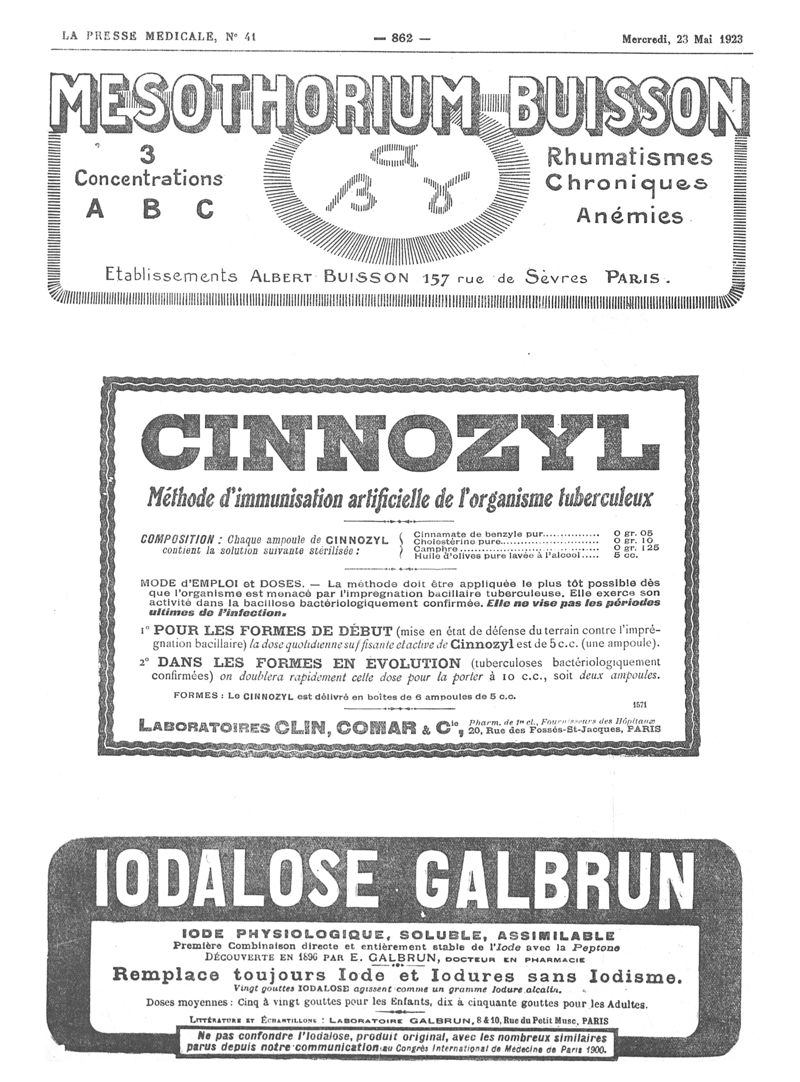 LA PRESSE MEDICALE, N° 41 — 862 — Mercredi, 23 Mai 1923
MESOTHORIUM BUISSON
3
Concentrations
A B C
α
β γ
Rhumatismes
Chroniques
Anémies
Etablissements ALBERT BUISSON 157 rue de Sèvres PARIS.
CINNOZYL
Méthode d'immunisation artificielle de l'organisme tuberculeux
COMPOSITION : Chaque ampoule de CINNOZYL
contient la solution suivante stérilisée :
Cinnamate de benzyle pur............... 0 gr. 05
Cholestérine pure........................ 0 gr. 10
Camphre................................. 0 gr. 125
Huile d'olives pure lavée à l'alcool..... 5 cc.
MODE D'EMPLOI et DOSES. — La méthode doit être appliquée le plus tôt possible dès
que l'organisme est menacé par l'imprégnation bacillaire tuberculeuse. Elle exerce son
activité dans la bacillose bactériologiquement confirmée. Elle ne vise pas les périodes
ultimes de l'infection.
1° POUR LES FORMES DE DÉBUT (mise en état de défense du terrain contre l'impré-
gnation bacillaire) la dose quotidienne suffisante et active de Cinnozyl est de 5 c.c. (une ampoule).
2° DANS LES FORMES EN ÉVOLUTION (tuberculoses bactériologiquement
confirmées) on doublera rapidement cette dose pour la porter à 10 c.c., soit deux ampoules.
FORMES : Le CINNOZYL est délivré en boîtes de 6 ampoules de 5 c.c.
1571
LABORATOIRES CLIN, COMAR & Cie, Pharm. de 1re cl., Fournisseurs des Hôpitaux
20, Rue des Fossés-St-Jacques, PARIS
IODALOSE GALBRUN
IODE PHYSIOLOGIQUE, SOLUBLE, ASSIMILABLE
Première Combinaison directe et entièrement stable de l'Iode avec la Peptone
DÉCOUVERTE EN 1896 PAR E. GALBRUN, DOCTEUR EN PHARMACIE
Remplace toujours Iode et Iodures sans Iodisme.
Vingt gouttes IODALOSE agissent comme un gramme Iodure alcalin.
Doses moyennes : Cinq à vingt gouttes pour les Enfants, dix à cinquante gouttes pour les Adultes.
LITTÉRATURE ET ÉCHANTILLONS : LABORATOIRE GALBRUN, 8 & 10, Rue du Petit Musc, PARIS
Ne pas confondre l'Iodalose, produit original, avec les nombreux similaires
parus depuis notre communication au Congrès International de Médecine de Paris 1900.